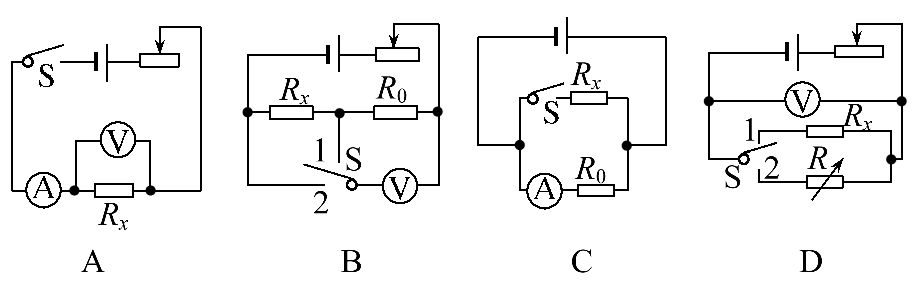 S V A Rx A
Rx R0 1 S 2 V B
Rx S A R0 C
V 1 Rx S 2 R D